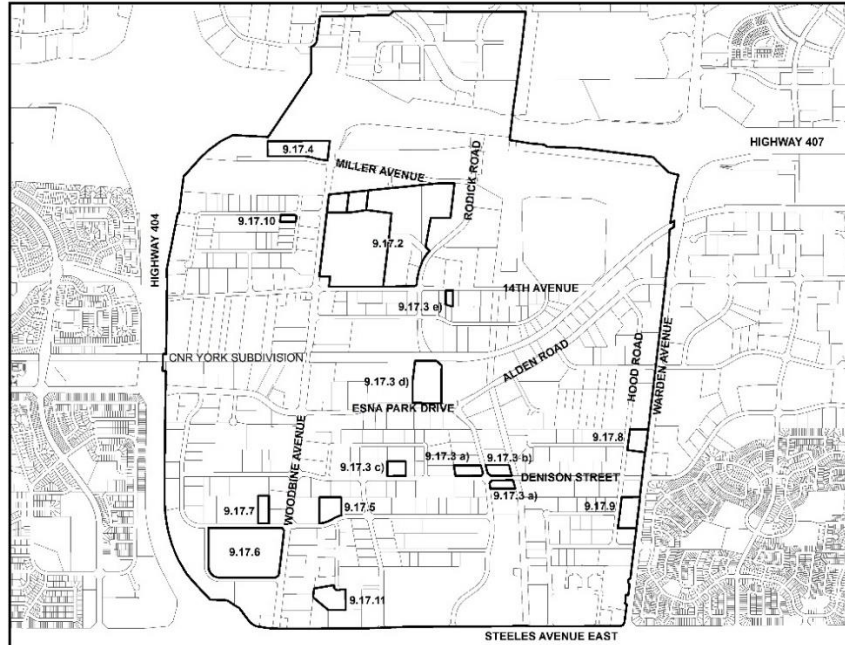 HIGHWAY 407
9.17.4
MILLER AVENUE
RODICK ROAD
9.17.10
HIGHWAY 404
9.17.2
14TH AVENUE
9.17.3 e)
CNR YORK SUBDIVISION
ALDEN ROAD
HOOD ROAD
WARDEN AVENUE
9.17.3 d)
ESNA PARK DRIVE
WOODBINE AVENUE
9.17.8
9.17.3 c)
9.17.3 a)
9.17.3 b)
DENISON STREET
9.17.3 a)
9.17.7
9.17.5
9.17.9
9.17.6
9.17.11
STEELES AVENUE EAST